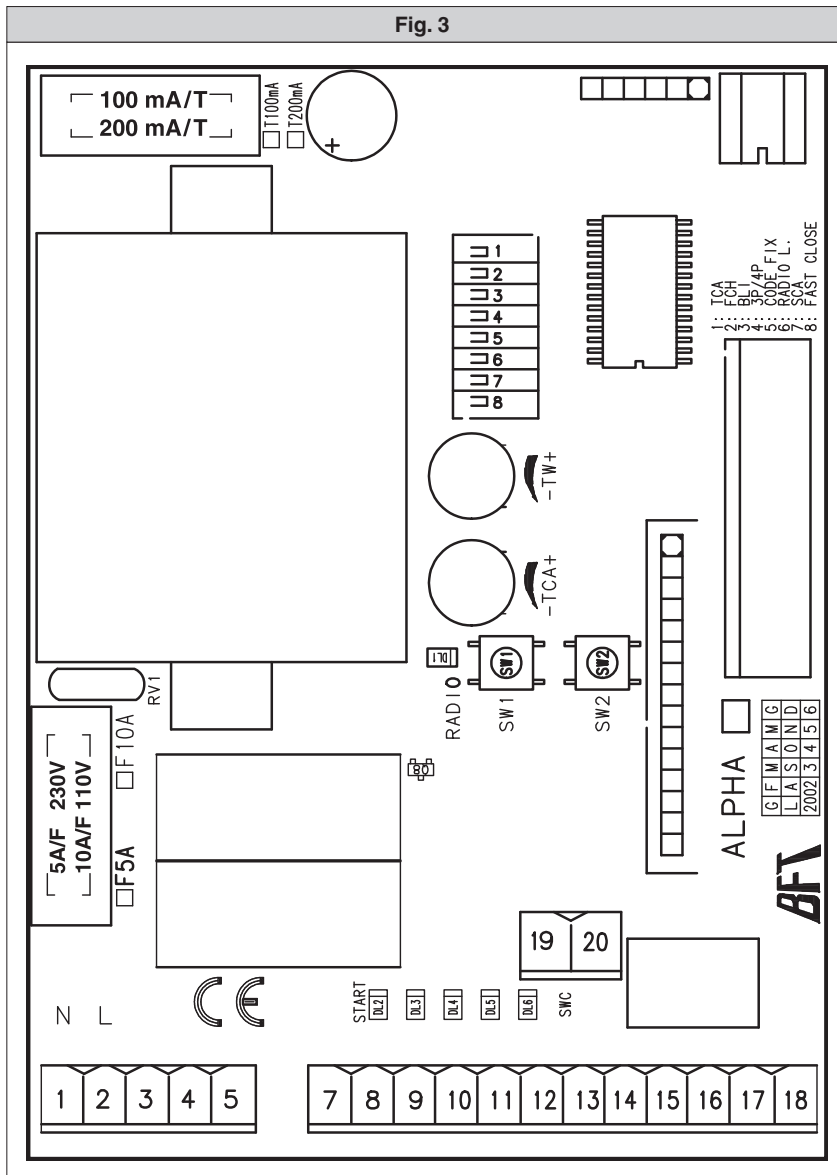 Fig. 3
100 mA/T
200 mA/T
T100mA
T200mA
+
1
2
3
4
5
6
7
8
1: TCA
2: FCH
3: BLI
4: 3P/4P
5: CODE FIX
6: RADIO L.
7: SCA
8: FAST CLOSE
-TW+
-TCA+
DL1
RADIO
SW1
SW1
SW2
SW2
RV1
5A/F 230V
10A/F 110V
F10A
F5A
Q8
ALPHA
G F M A M G
L A S O N D
2002 3 4 5 6
BFT
19 20
N L
CE
START
DL2 DL3 DL4 DL5 DL6
SWC
1 2 3 4 5
7 8 9 10 11 12 13 14 15 16 17 18